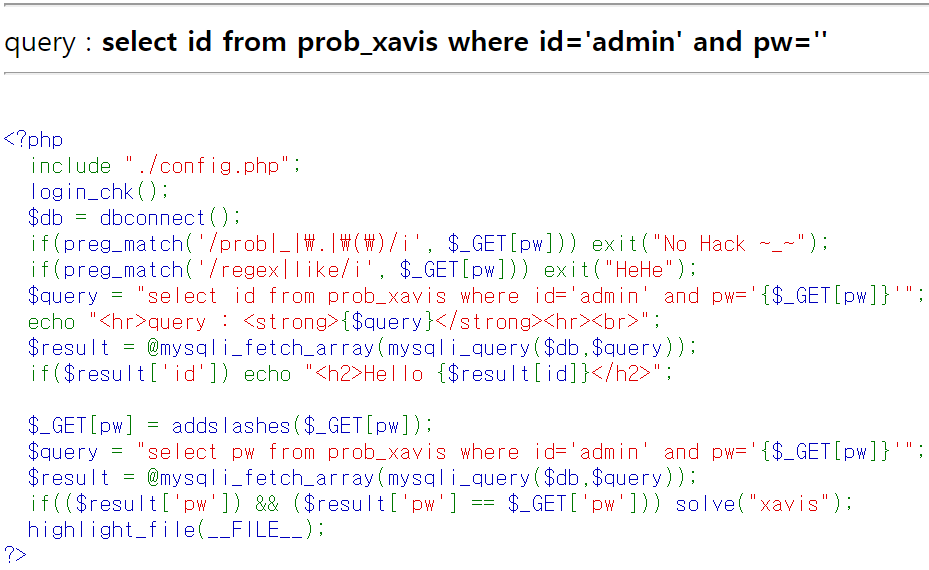 query : select id from prob_xavis where id='admin' and pw=''
<?php
  include "./config.php";
  login_chk();
  $db = dbconnect();
  if(preg_match('/prob|_|₩.|₩(₩)/i', $_GET[pw])) exit("No Hack ~_~");
  if(preg_match('/regex|like/i', $_GET[pw])) exit("HeHe");
  $query = "select id from prob_xavis where id='admin' and pw='{$_GET[pw]}'";
  echo "<hr>query : <strong>{$query}</strong><hr><br>";
  $result = @mysqli_fetch_array(mysqli_query($db,$query));
  if($result['id']) echo "<h2>Hello {$result[id]}</h2>";
  $_GET[pw] = addslashes($_GET[pw]);
  $query = "select pw from prob_xavis where id='admin' and pw='{$_GET[pw]}'";
  $result = @mysqli_fetch_array(mysqli_query($db,$query));
  if(($result['pw']) && ($result['pw'] == $_GET['pw'])) solve("xavis");
  highlight_file(__FILE__);
?>